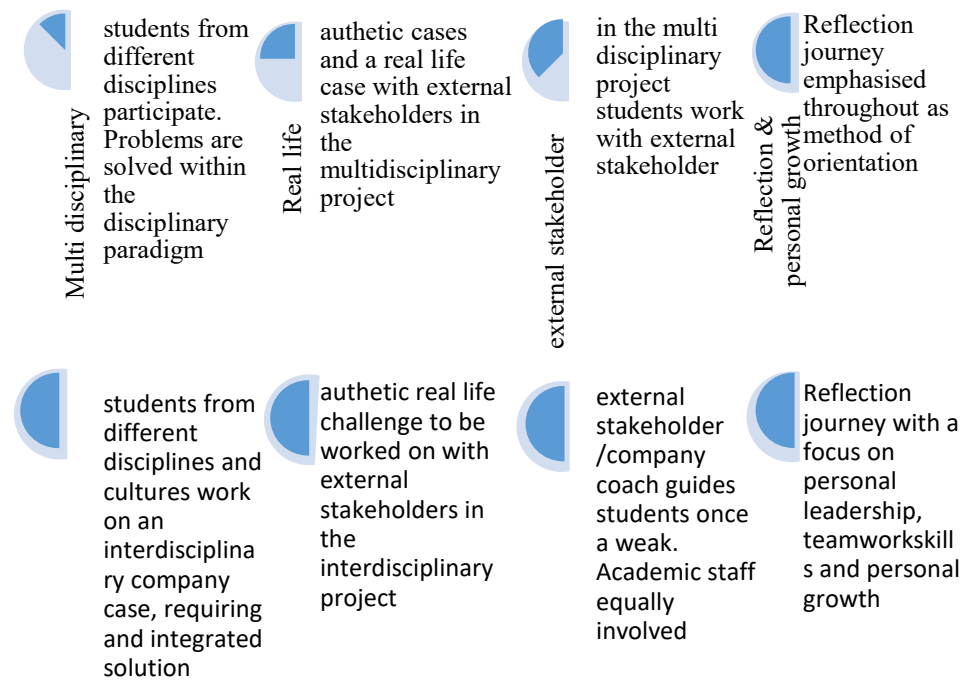 Multi disciplinary
students from
different
disciplines
participate.
Problems are
solved within
the
disciplinary
paradigm
Real life
authetic cases
and a real life
case with external
stakeholders in
the
multidisciplinary
project
external stakeholder
in the multi
disciplinary
project
students work
with external
stakeholder
Reflection &
personal growth
Reflection
journey
emphasised
throughout as
method of
orientation
students from
different
disciplines and
cultures work
on an
interdisciplina
ry company
case, requiring
and integrated
solution
authetic real life
challenge to be
worked on with
external
stakeholders in
the
interdisciplinary
project
external
stakeholder
/company
coach guides
students once
a weak.
Academic staff
equally
involved
Reflection
journey with a
focus on
personal
leadership,
teamworkskill
s and personal
growth